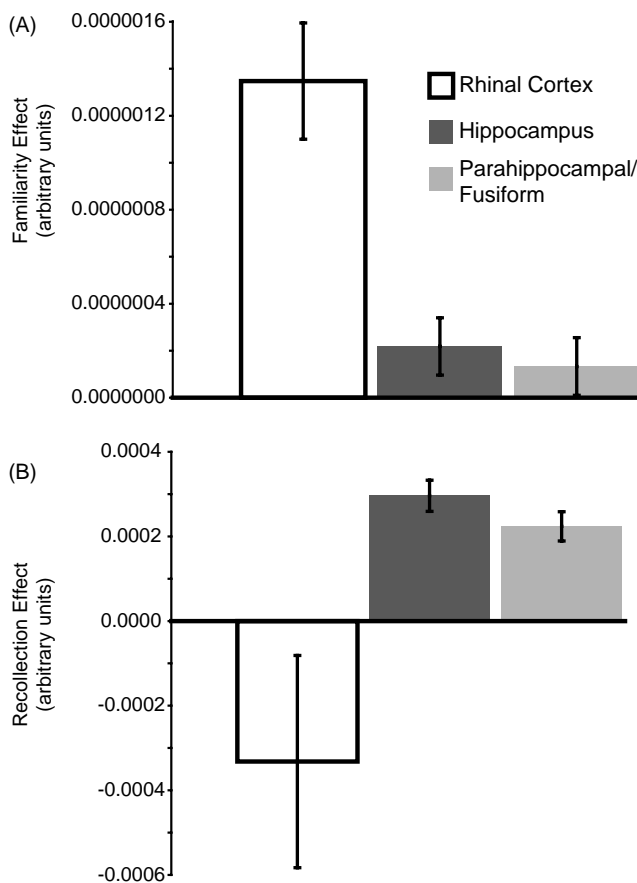 (A)
Familiarity Effect
(arbitrary units)
0.0000016
0.0000012
0.0000008
0.0000004
0.0000000
Rhinal Cortex
Hippocampus
Parahippocampal/
Fusiform
(B)
Recollection Effect
(arbitrary units)
0.0004
0.0002
0.0000
-0.0002
-0.0004
-0.0006